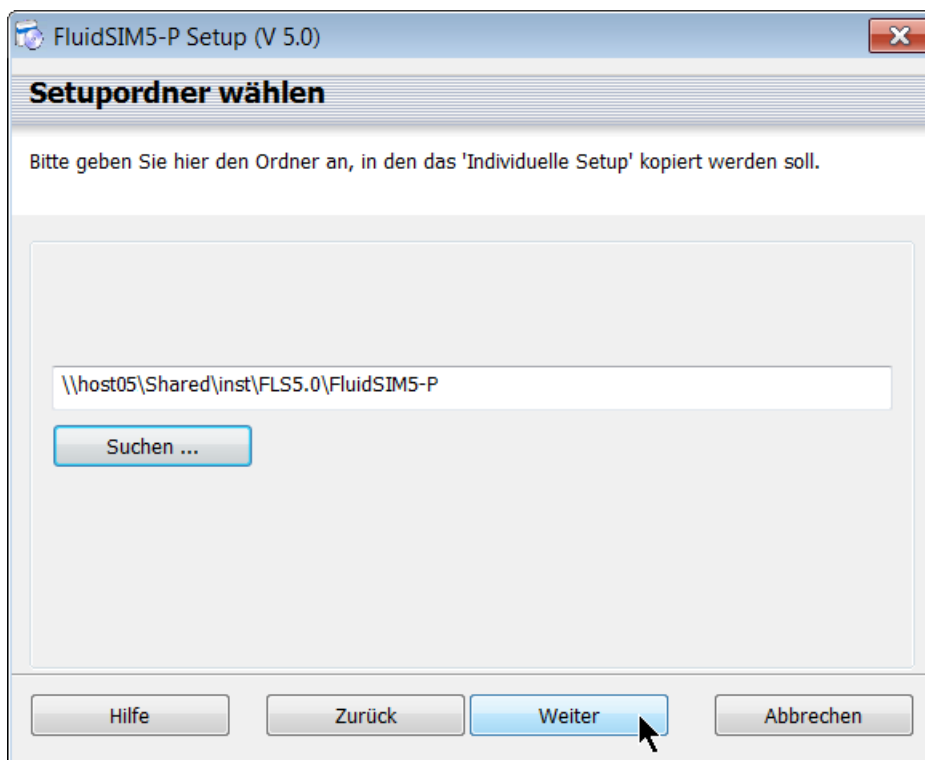 FluidSIM5-P Setup (V 5.0)
Setupordner wählen
Bitte geben Sie hier den Ordner an, in den das 'Individuelle Setup' kopiert werden soll.
\\host05\Shared\inst\FLS5.0\FluidSIM5-P
Suchen ...
Hilfe Zurück Weiter Abbrechen